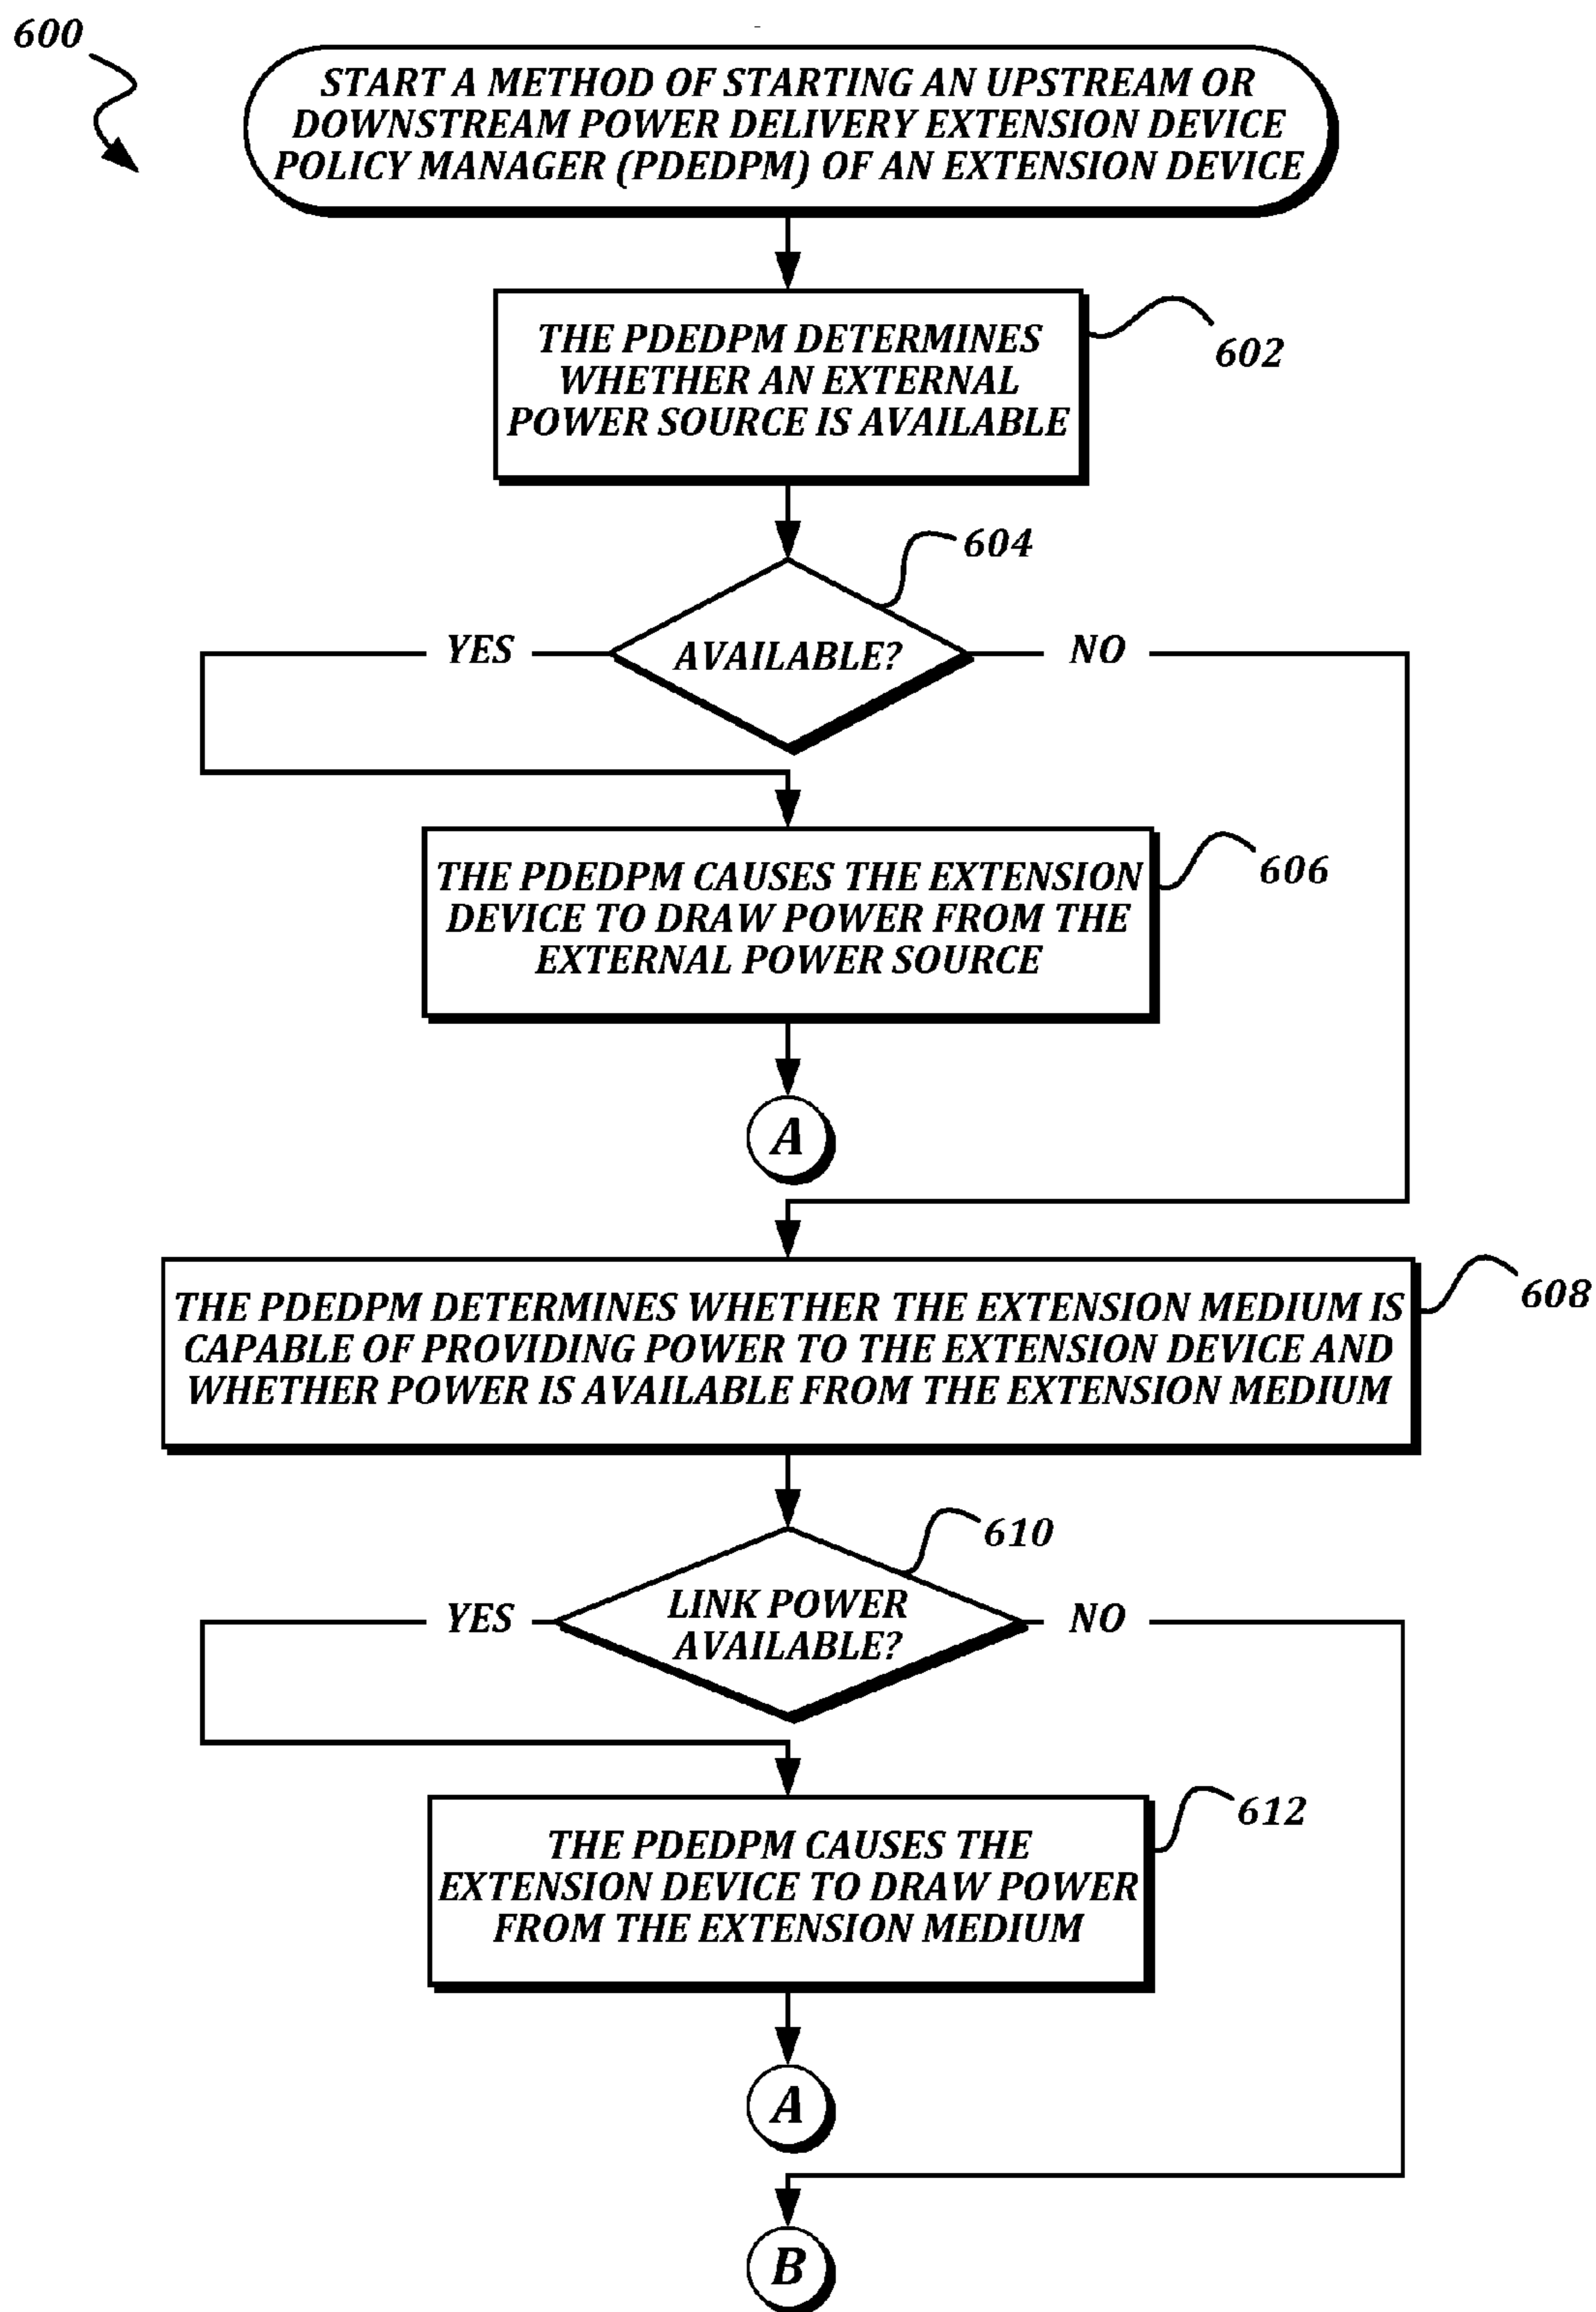 600
START A METHOD OF STARTING AN UPSTREAM OR
DOWNSTREAM POWER DELIVERY EXTENSION DEVICE
POLICY MANAGER (PDEDPM) OF AN EXTENSION DEVICE
THE PDEDPM DETERMINES
WHETHER AN EXTERNAL
POWER SOURCE IS AVAILABLE
602
604
YES
AVAILABLE?
NO
THE PDEDPM CAUSES THE EXTENSION
DEVICE TO DRAW POWER FROM THE
EXTERNAL POWER SOURCE
606
A
THE PDEDPM DETERMINES WHETHER THE EXTENSION MEDIUM IS
CAPABLE OF PROVIDING POWER TO THE EXTENSION DEVICE AND
WHETHER POWER IS AVAILABLE FROM THE EXTENSION MEDIUM
608
610
YES
LINK POWER
AVAILABLE?
NO
THE PDEDPM CAUSES THE
EXTENSION DEVICE TO DRAW POWER
FROM THE EXTENSION MEDIUM
612
A
B